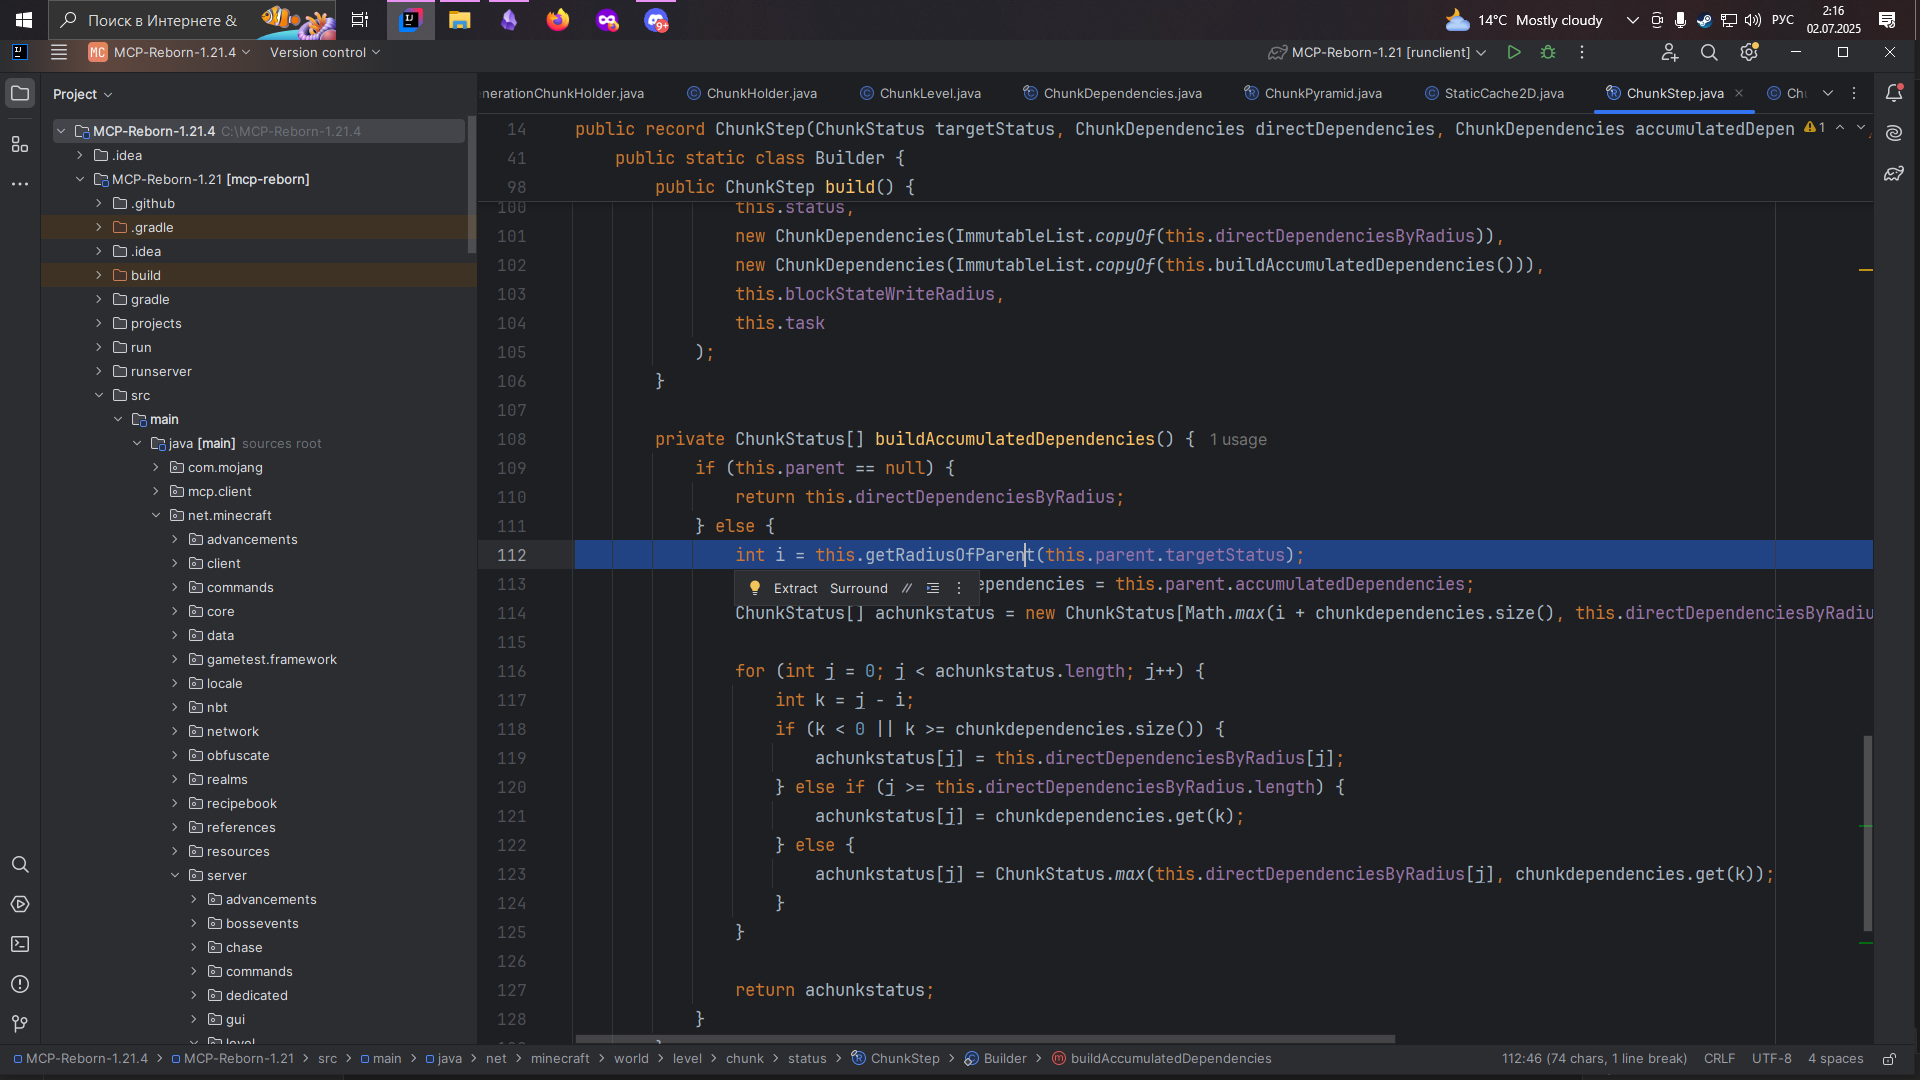 Поиск в Интернете &
9+
14°C Mostly cloudy
РУС
2:16
02.07.2025
MC MCP-Reborn-1.21.4
Version control
MCP-Reborn-1.21 [runclient]
Project
nerationChunkHolder.java
ChunkHolder.java
ChunkLevel.java
ChunkDependencies.java
ChunkPyramid.java
StaticCache2D.java
ChunkStep.java
MCP-Reborn-1.21.4 C:\MCP-Reborn-1.21.4
.idea
MCP-Reborn-1.21 [mcp-reborn]
.github
.gradle
.idea
build
gradle
projects
run
runserver
src
main
java [main] sources root
com.mojang
mcp.client
net.minecraft
advancements
client
commands
core
data
gametest.framework
locale
nbt
network
obfuscate
realms
recipebook
references
resources
server
advancements
bossevents
chase
commands
dedicated
gui
level
14 public record ChunkStep(ChunkStatus targetStatus, ChunkDependencies directDependencies, ChunkDependencies accumulatedDepen
1
41 public static class Builder {
98 public ChunkStep build() {
100 this.status,
101 new ChunkDependencies(ImmutableList.copyOf(this.directDependenciesByRadius)),
102 new ChunkDependencies(ImmutableList.copyOf(this.buildAccumulatedDependencies())),
103 this.blockStateWriteRadius,
104 this.task
105 );
106 }
107
108 private ChunkStatus[] buildAccumulatedDependencies() { 1 usage
109 if (this.parent == null) {
110 return this.directDependenciesByRadius;
111 } else {
112 int i = this.getRadiusOfParent(this.parent.targetStatus);
113 ependencies = this.parent.accumulatedDependencies;
Extract Surround //
114 ChunkStatus[] achunkstatus = new ChunkStatus[Math.max(i + chunkdependencies.size(), this.directDependenciesByRadiu
115
116 for (int j = 0; j < achunkstatus.length; j++) {
117 int k = j - i;
118 if (k < 0 || k >= chunkdependencies.size()) {
119 achunkstatus[j] = this.directDependenciesByRadius[j];
120 } else if (j >= this.directDependenciesByRadius.length) {
121 achunkstatus[j] = chunkdependencies.get(k);
122 } else {
123 achunkstatus[j] = ChunkStatus.max(this.directDependenciesByRadius[j], chunkdependencies.get(k));
124 }
125 }
126
127 return achunkstatus;
128 }
MCP-Reborn-1.21.4 > MCP-Reborn-1.21 > src > main > java > net > minecraft > world > level > chunk > status > ChunkStep > Builder > buildAccumulatedDependencies
112:46 (74 chars, 1 line break)
CRLF
UTF-8
4 spaces